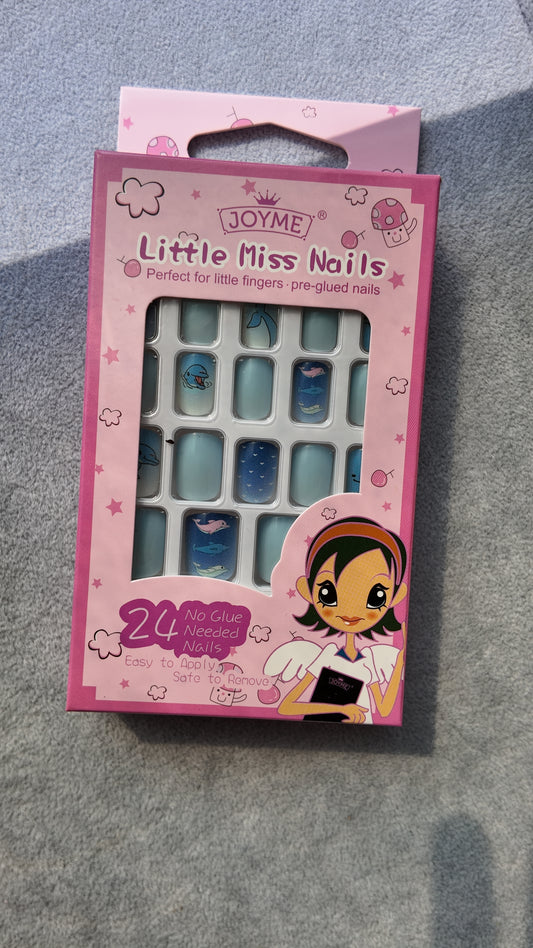 JOYME®
Little Miss Nails
Perfect for little fingers · pre-glued nails
24 No Glue
Needed
Nails
Easy to Apply,
Safe to Remove
JOYME